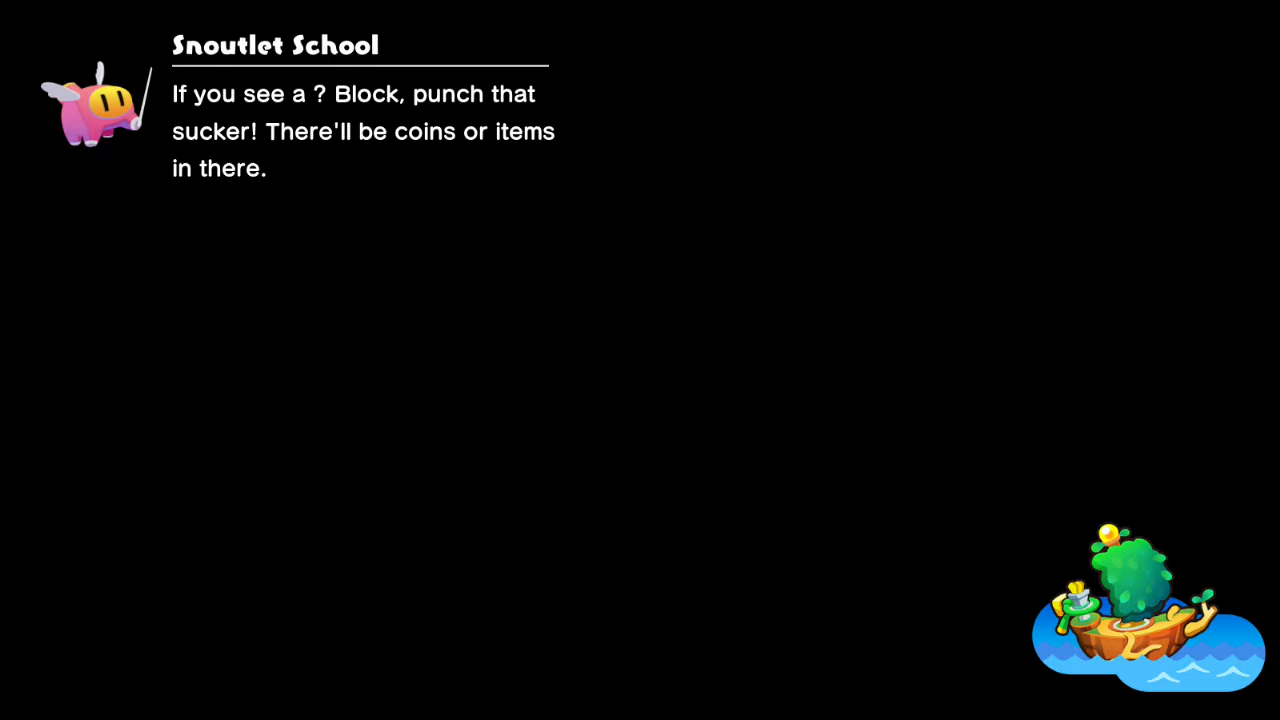 Snoutlet School
If you see a ? Block, punch that
sucker! There'll be coins or items
in there.